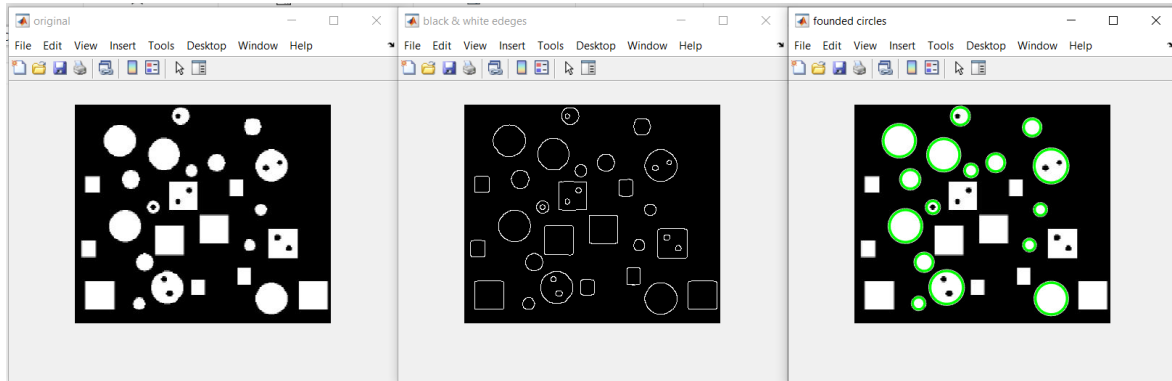 original
File Edit View Insert Tools Desktop Window Help
black & white edeges
File Edit View Insert Tools Desktop Window Help
founded circles
File Edit View Insert Tools Desktop Window Help